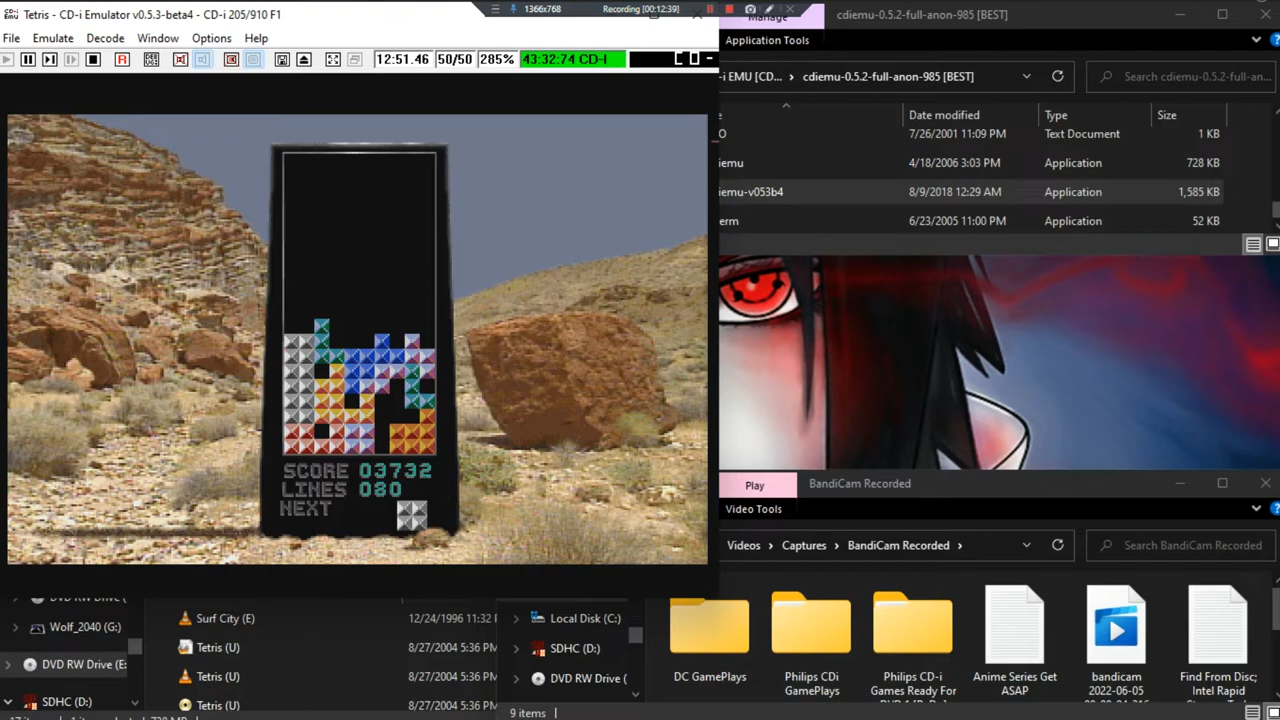 Tetris - CD-i Emulator v0.5.3-beta4 - CD-i 205/910 F1
1366x768
Recording [00:12:39]
File Emulate Decode Window Options Help
12:51.46 50/50 285% 43:32:74 CD-I
SCORE 03732
LINES 080
NEXT
Manage
cdiemu-0.5.2-full-anon-985 [BEST]
Application Tools
-i EMU [CD... > cdiemu-0.5.2-full-anon-985 [BEST]
Search cdiemu-0.5.2-full-an...
Date modified Type Size
7/26/2001 11:09 PM Text Document 1 KB
iemu 4/18/2006 3:03 PM Application 728 KB
iemu-v053b4 8/9/2018 12:29 AM Application 1,585 KB
erm 6/23/2005 11:00 PM Application 52 KB
Play
BandiCam Recorded
Video Tools
Videos > Captures > BandiCam Recorded >
Search BandiCam Recorded
DC GamePlays
Philips CDi GamePlays
Philips CD-i Games Ready For
Anime Series Get ASAP
bandicam 2022-06-05
Find From Disc; Intel Rapid
9 items
DVD RW Drive (
Wolf_2040 (G:)
DVD RW Drive (E:
SDHC (D:)
Surf City (E) 12/24/1996 11:32
Tetris (U) 8/27/2004 5:36 PM
Tetris (U) 8/27/2004 5:36 PM
Tetris (U) 8/27/2004 5:36 PM
Local Disk (C:)
SDHC (D:)
DVD RW Drive (